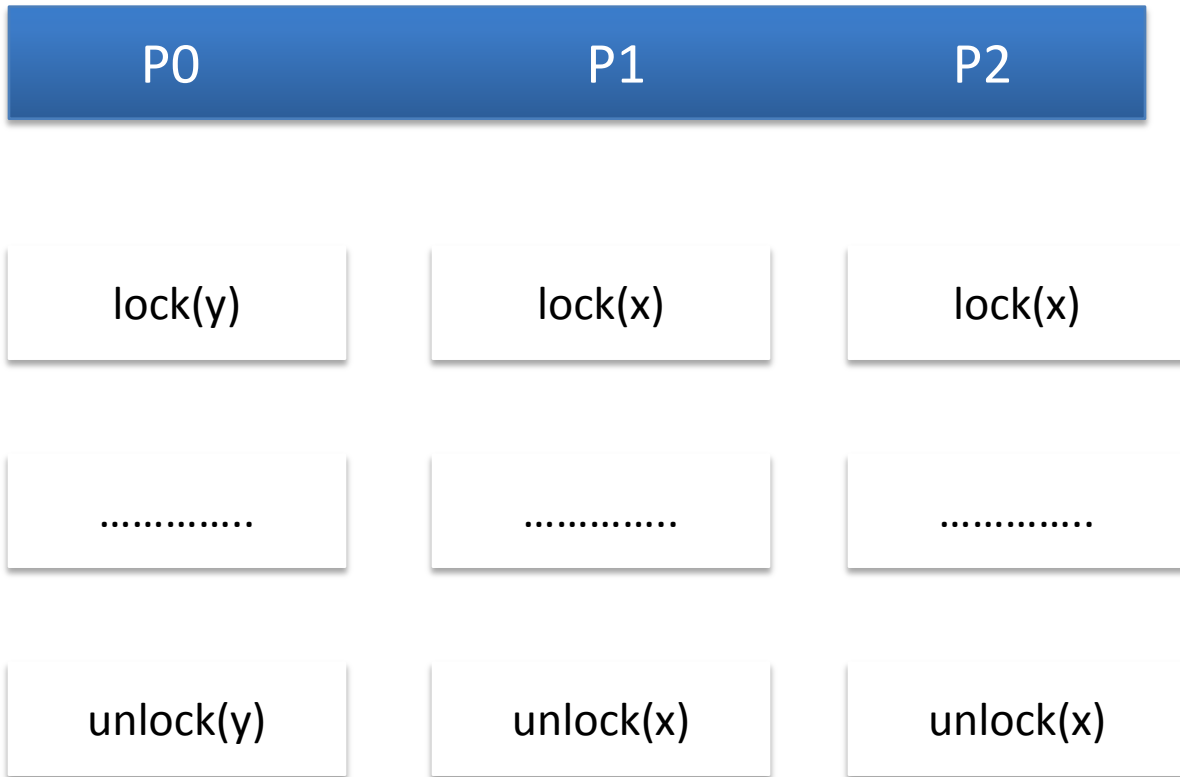 P0 P1 P2
lock(y) lock(x) lock(x)
………….. ………….. …………..
unlock(y) unlock(x) unlock(x)